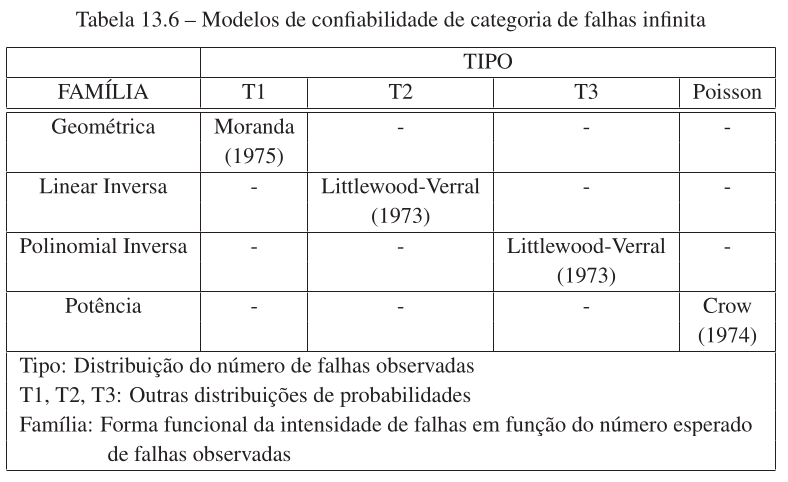 Tabela 13.6 – Modelos de confiabilidade de categoria de falhas infinita
TIPO
FAMÍLIA T1 T2 T3 Poisson
Geométrica Moranda - - -
(1975)
Linear Inversa - Littlewood-Verral - -
(1973)
Polinomial Inversa - - Littlewood-Verral -
(1973)
Potência - - - Crow
(1974)
Tipo: Distribuição do número de falhas observadas
T1, T2, T3: Outras distribuições de probabilidades
Família: Forma funcional da intensidade de falhas em função do número esperado
de falhas observadas